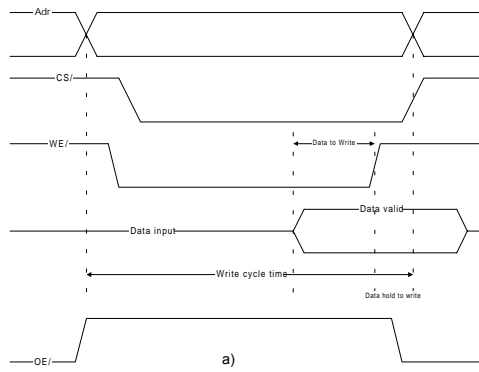 Adr
CS/
WE/
Data to Write
Data valid
Data input
Write cycle time
Data hold to write
OE/
a)